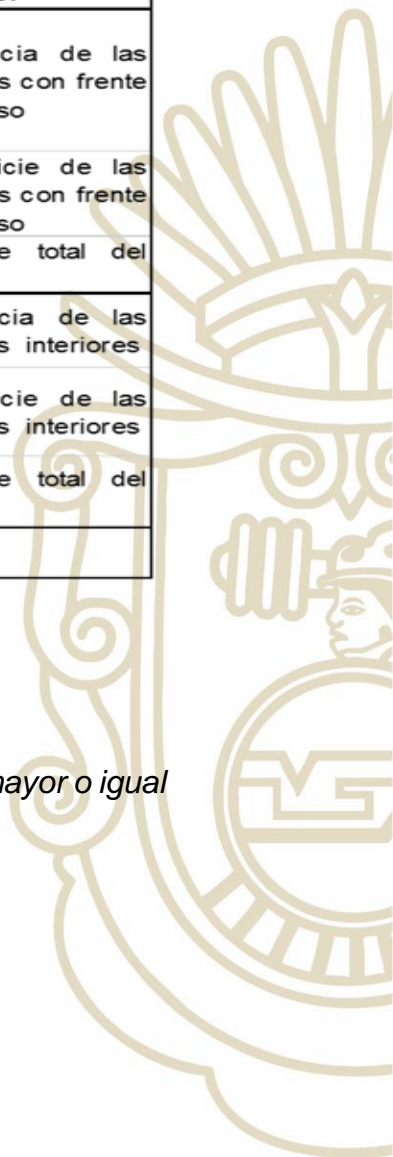 cia de las
s con frente
so
icie de las
s con frente
so
e total del
cia de las
s interiores
cie de las
s interiores
e total del
mayor o igual